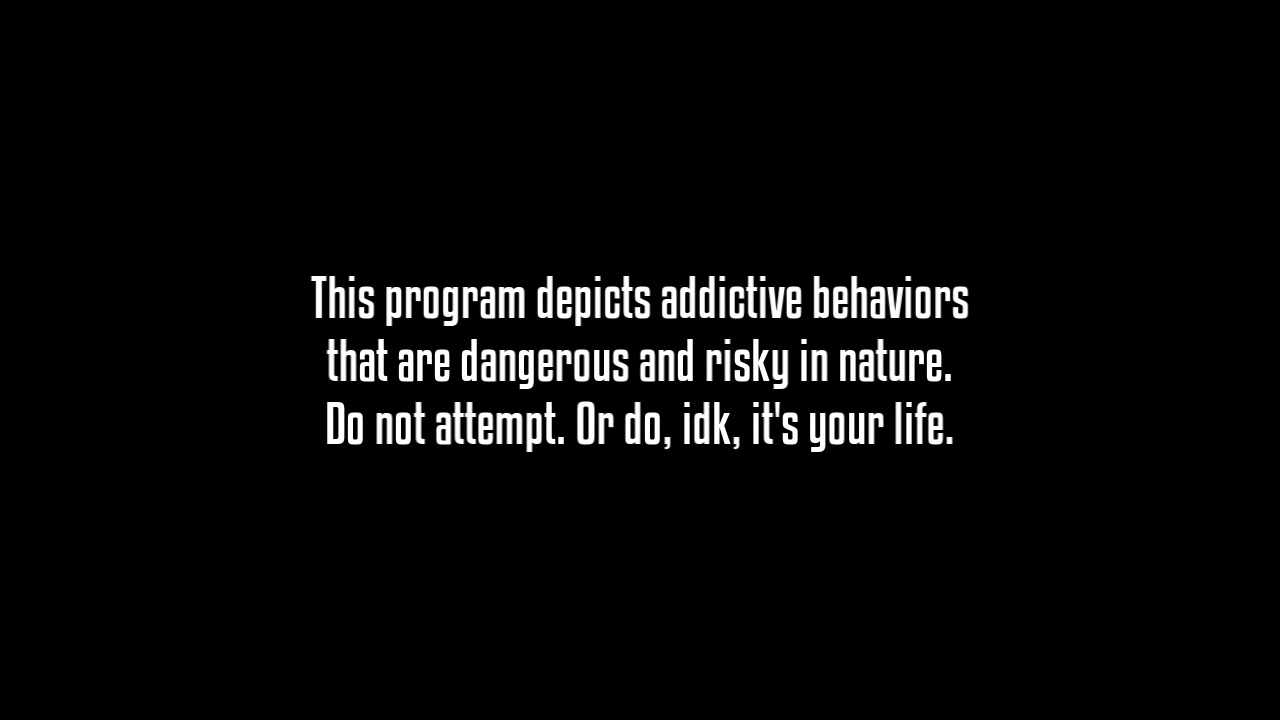 This program depicts addictive behaviors
that are dangerous and risky in nature.
Do not attempt. Or do, idk, it's your life.